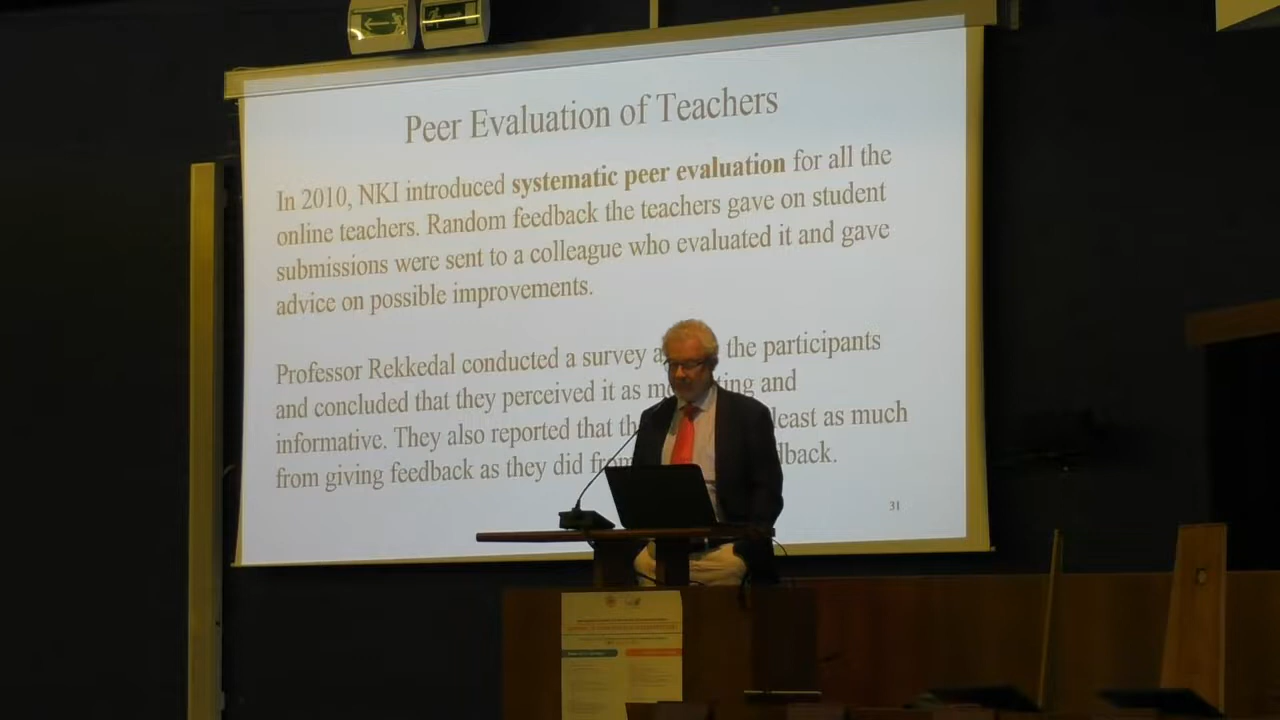 Peer Evaluation of Teachers
In 2010, NKI introduced systematic peer evaluation for all the
online teachers. Random feedback the teachers gave on student
submissions were sent to a colleague who evaluated it and gave
advice on possible improvements.
Professor Rekkedal conducted a survey the participants
and concluded that they perceived it as and
informative. They also reported that least as much
from giving feedback as they did
31